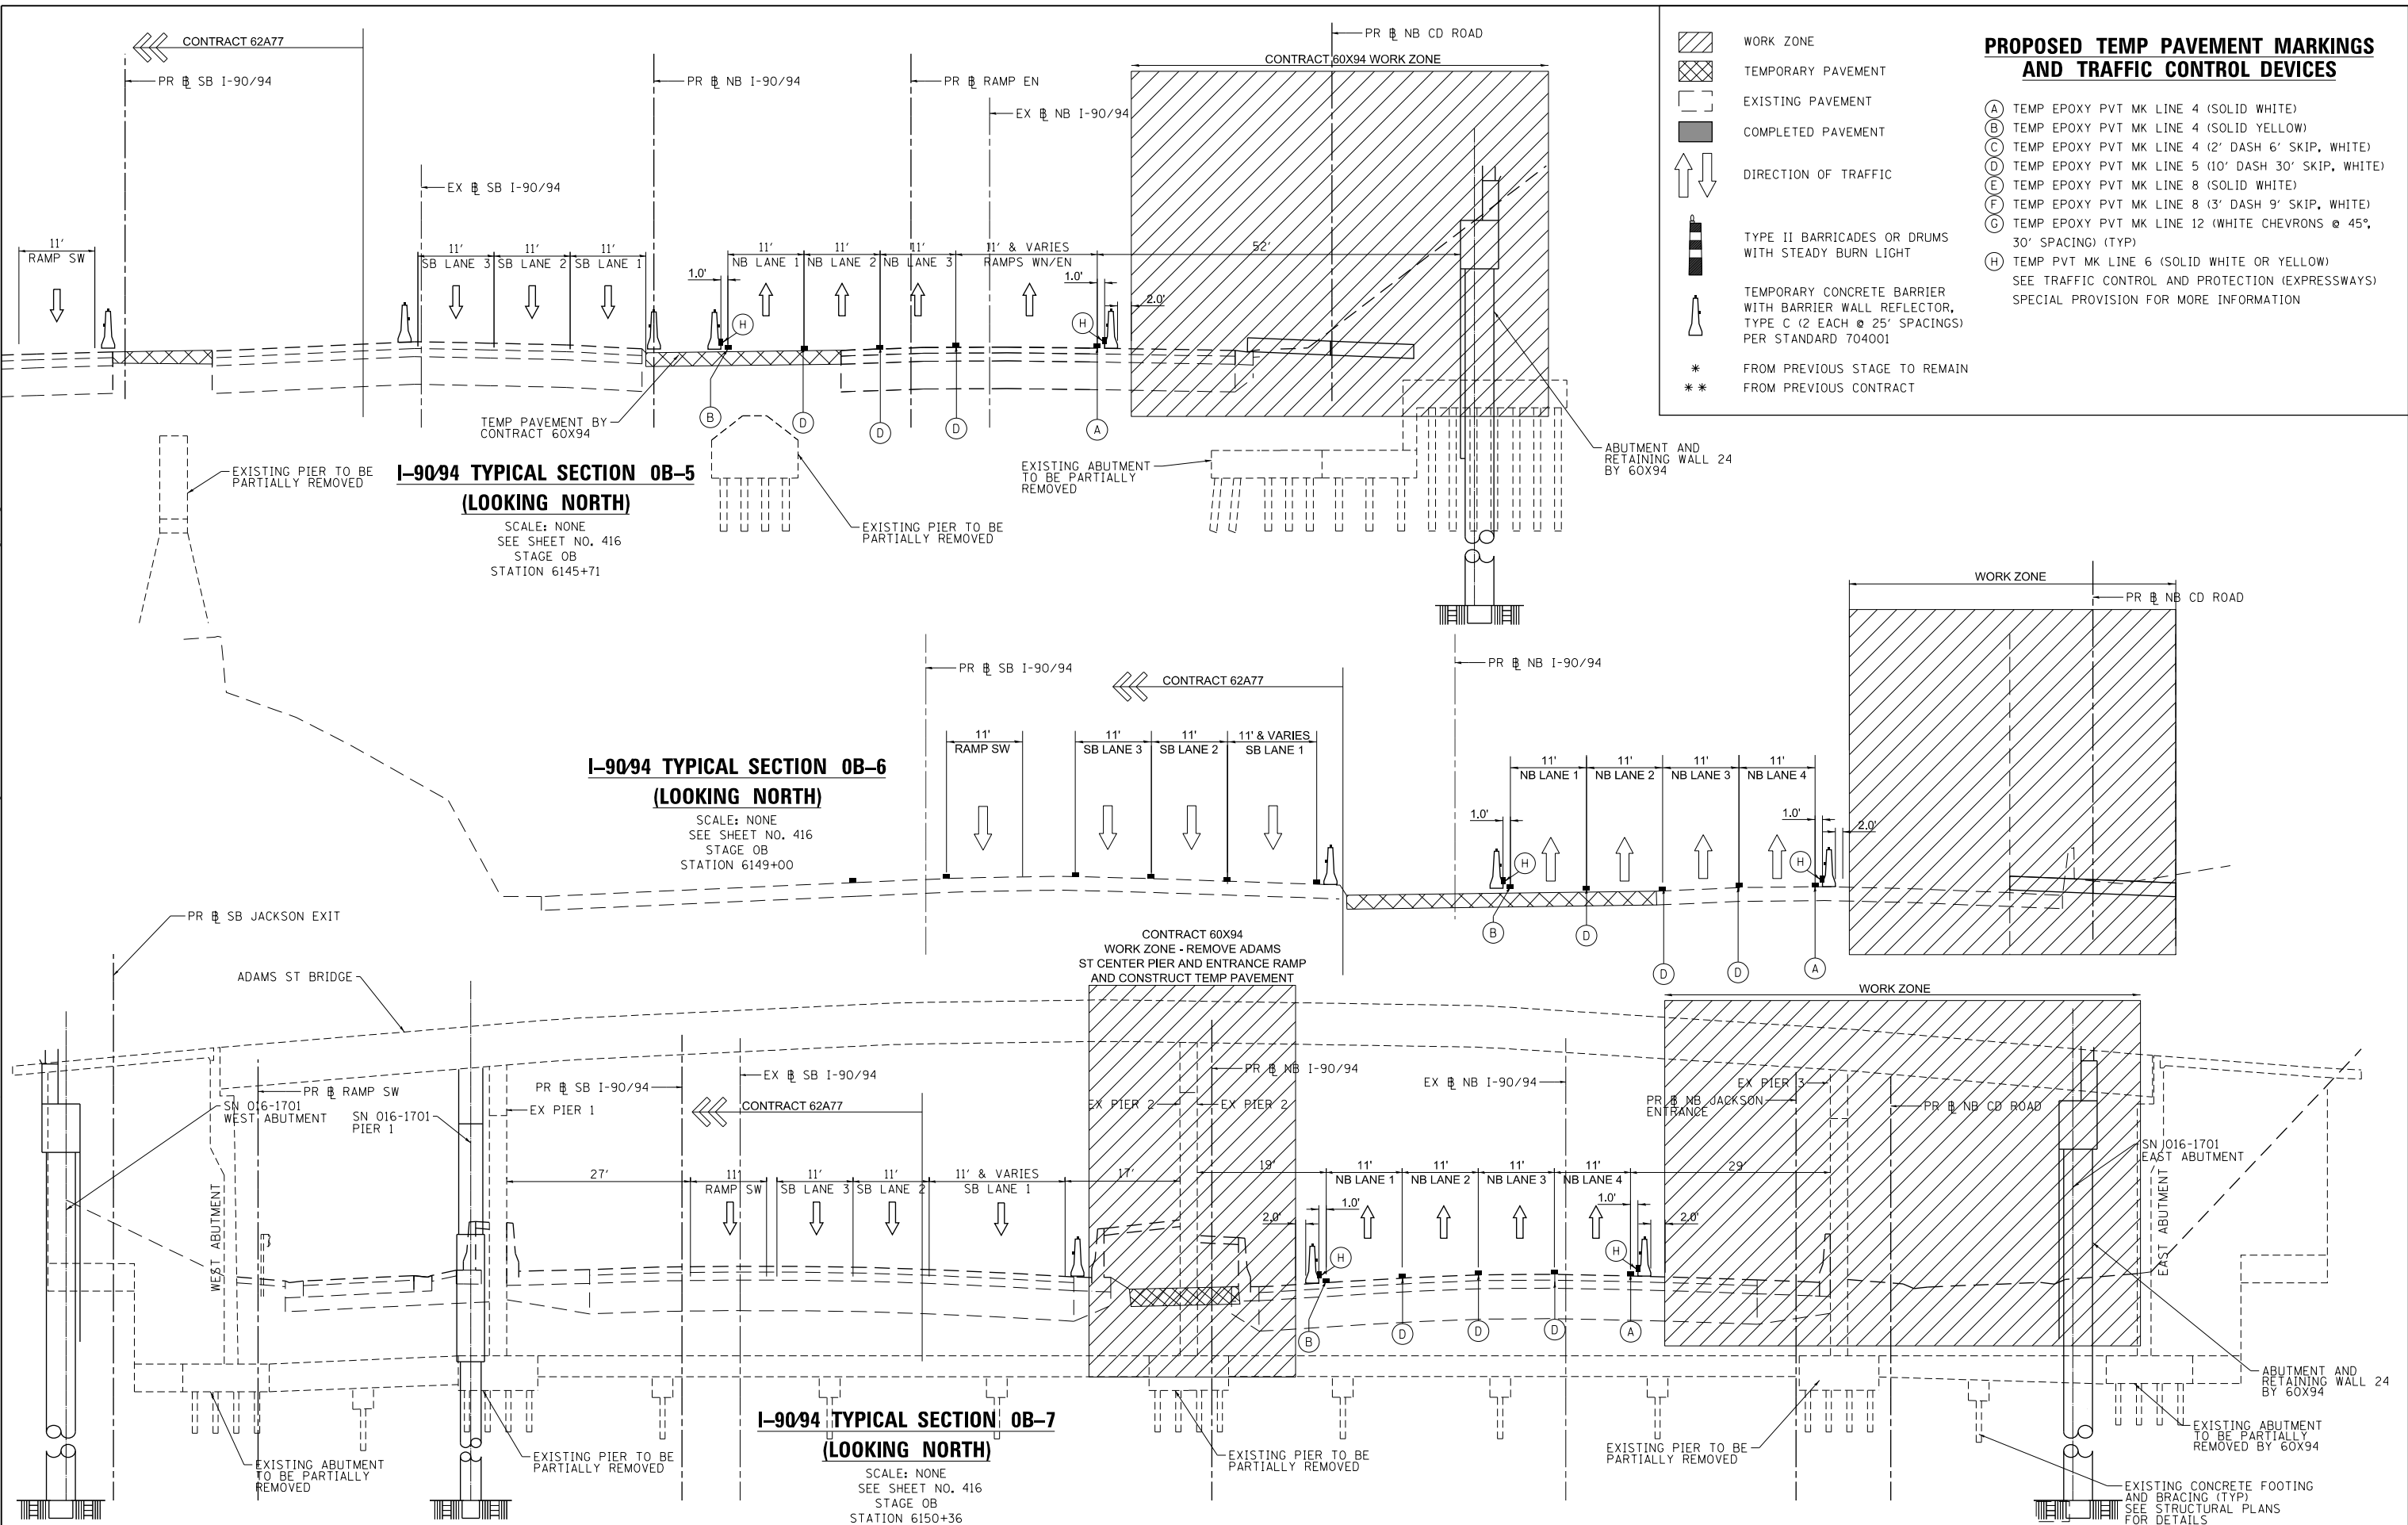 CONTRACT 62A77
PR ℄ SB I-90/94
PR ℄ NB I-90/94
PR ℄ RAMP EN
EX ℄ NB I-90/94
PR ℄ NB CD ROAD
CONTRACT 60X94 WORK ZONE
EX ℄ SB I-90/94
11'
RAMP SW
11'
SB LANE 3
11'
SB LANE 2
11'
SB LANE 1
1.0'
11'
NB LANE 1
11'
NB LANE 2
11'
NB LANE 3
11' & VARIES
RAMPS WN/EN
1.0'
2.0'
52'
H
H
B
D
D
D
A
TEMP PAVEMENT BY
CONTRACT 60X94
EXISTING PIER TO BE
PARTIALLY REMOVED
I-90/94 TYPICAL SECTION 0B-5
(LOOKING NORTH)
SCALE: NONE
SEE SHEET NO. 416
STAGE 0B
STATION 6145+71
EXISTING PIER TO BE
PARTIALLY REMOVED
EXISTING ABUTMENT
TO BE PARTIALLY
REMOVED
ABUTMENT AND
RETAINING WALL 24
BY 60X94
WORK ZONE
TEMPORARY PAVEMENT
EXISTING PAVEMENT
COMPLETED PAVEMENT
DIRECTION OF TRAFFIC
TYPE II BARRICADES OR DRUMS
WITH STEADY BURN LIGHT
TEMPORARY CONCRETE BARRIER
WITH BARRIER WALL REFLECTOR,
TYPE C (2 EACH @ 25' SPACINGS)
PER STANDARD 704001
* FROM PREVIOUS STAGE TO REMAIN
** FROM PREVIOUS CONTRACT
PROPOSED TEMP PAVEMENT MARKINGS
AND TRAFFIC CONTROL DEVICES
A TEMP EPOXY PVT MK LINE 4 (SOLID WHITE)
B TEMP EPOXY PVT MK LINE 4 (SOLID YELLOW)
C TEMP EPOXY PVT MK LINE 4 (2' DASH 6' SKIP, WHITE)
D TEMP EPOXY PVT MK LINE 5 (10' DASH 30' SKIP, WHITE)
E TEMP EPOXY PVT MK LINE 8 (SOLID WHITE)
F TEMP EPOXY PVT MK LINE 8 (3' DASH 9' SKIP, WHITE)
G TEMP EPOXY PVT MK LINE 12 (WHITE CHEVRONS @ 45°,
30' SPACING) (TYP)
H TEMP PVT MK LINE 6 (SOLID WHITE OR YELLOW)
SEE TRAFFIC CONTROL AND PROTECTION (EXPRESSWAYS)
SPECIAL PROVISION FOR MORE INFORMATION
PR ℄ SB I-90/94
CONTRACT 62A77
PR ℄ NB I-90/94
WORK ZONE
PR ℄ NB CD ROAD
11'
RAMP SW
11'
SB LANE 3
11'
SB LANE 2
11' & VARIES
SB LANE 1
11'
NB LANE 1
11'
NB LANE 2
11'
NB LANE 3
11'
NB LANE 4
1.0'
1.0'
2.0'
H
H
B
D
D
D
A
I-90/94 TYPICAL SECTION 0B-6
(LOOKING NORTH)
SCALE: NONE
SEE SHEET NO. 416
STAGE 0B
STATION 6149+00
PR ℄ SB JACKSON EXIT
ADAMS ST BRIDGE
CONTRACT 60X94
WORK ZONE - REMOVE ADAMS
ST CENTER PIER AND ENTRANCE RAMP
AND CONSTRUCT TEMP PAVEMENT
WORK ZONE
PR ℄ RAMP SW
SN 016-1701
WEST ABUTMENT
SN 016-1701
PIER 1
EX PIER 1
PR ℄ SB I-90/94
EX ℄ SB I-90/94
CONTRACT 62A77
EX PIER 2
EX PIER 2
PR ℄ NB I-90/94
EX ℄ NB I-90/94
EX PIER 3
PR ℄ NB JACKSON
ENTRANCE
PR ℄ NB CD ROAD
SN 016-1701
EAST ABUTMENT
WEST ABUTMENT
EAST ABUTMENT
27'
11'
RAMP SW
11'
SB LANE 3
11'
SB LANE 2
11' & VARIES
SB LANE 1
17'
19'
11'
NB LANE 1
11'
NB LANE 2
11'
NB LANE 3
11'
NB LANE 4
29'
2.0'
1.0'
1.0'
2.0'
H
H
B
D
D
D
A
EXISTING ABUTMENT
TO BE PARTIALLY
REMOVED
EXISTING PIER TO BE
PARTIALLY REMOVED
I-90/94 TYPICAL SECTION 0B-7
(LOOKING NORTH)
SCALE: NONE
SEE SHEET NO. 416
STAGE 0B
STATION 6150+36
EXISTING PIER TO BE
PARTIALLY REMOVED
EXISTING PIER TO BE
PARTIALLY REMOVED
ABUTMENT AND
RETAINING WALL 24
BY 60X94
EXISTING ABUTMENT
TO BE PARTIALLY
REMOVED BY 60X94
EXISTING CONCRETE FOOTING
AND BRACING (TYP)
SEE STRUCTURAL PLANS
FOR DETAILS